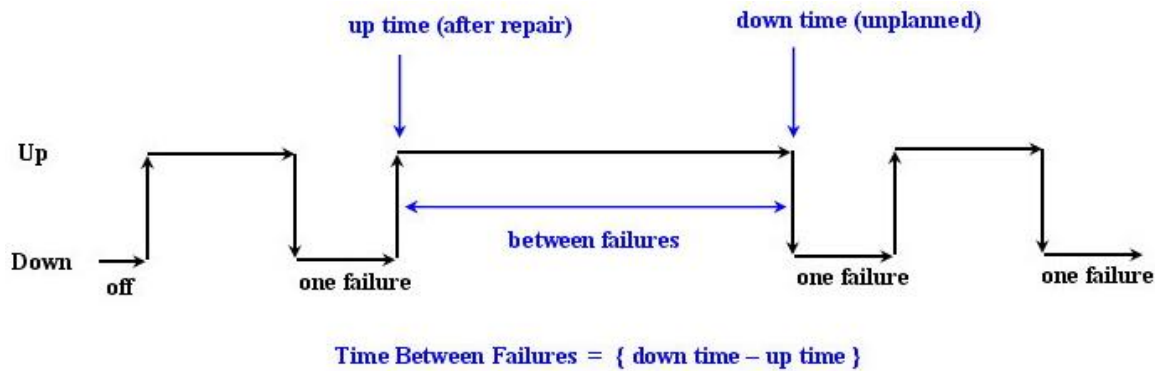 up time (after repair)
down time (unplanned)
Up
between failures
Down
off
one failure
one failure
one failure
Time Between Failures = { down time – up time }